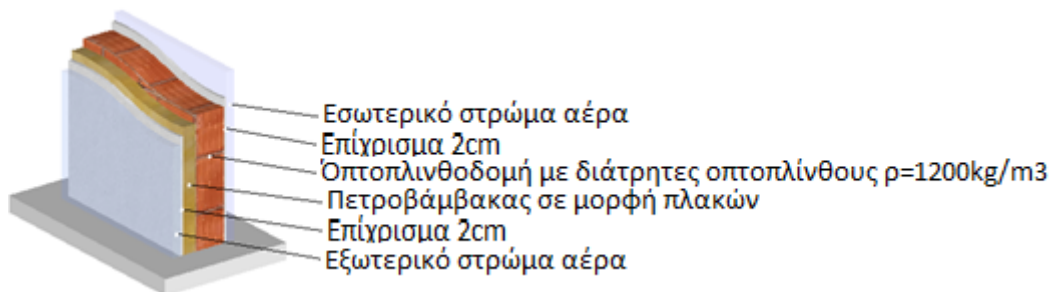 Εσωτερικό στρώμα αέρα
Επίχρισμα 2cm
Όπτοπλινθοδομή με διάτρητες οπτοπλίνθους ρ=1200kg/m3
Πετροβάμβακας σε μορφή πλακών
Επίχρισμα 2cm
Εξωτερικό στρώμα αέρα